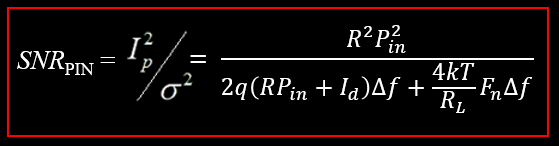 SNR_PIN = I_p^2 / σ^2 = R^2 P_in^2 / (2q(RP_in + I_d)Δf + (4kT / R_L) F_n Δf)